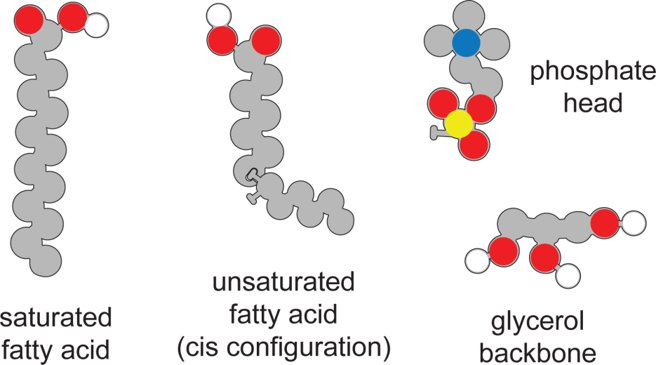 phosphate
head
saturated
fatty acid
unsaturated
fatty acid
(cis configuration)
glycerol
backbone